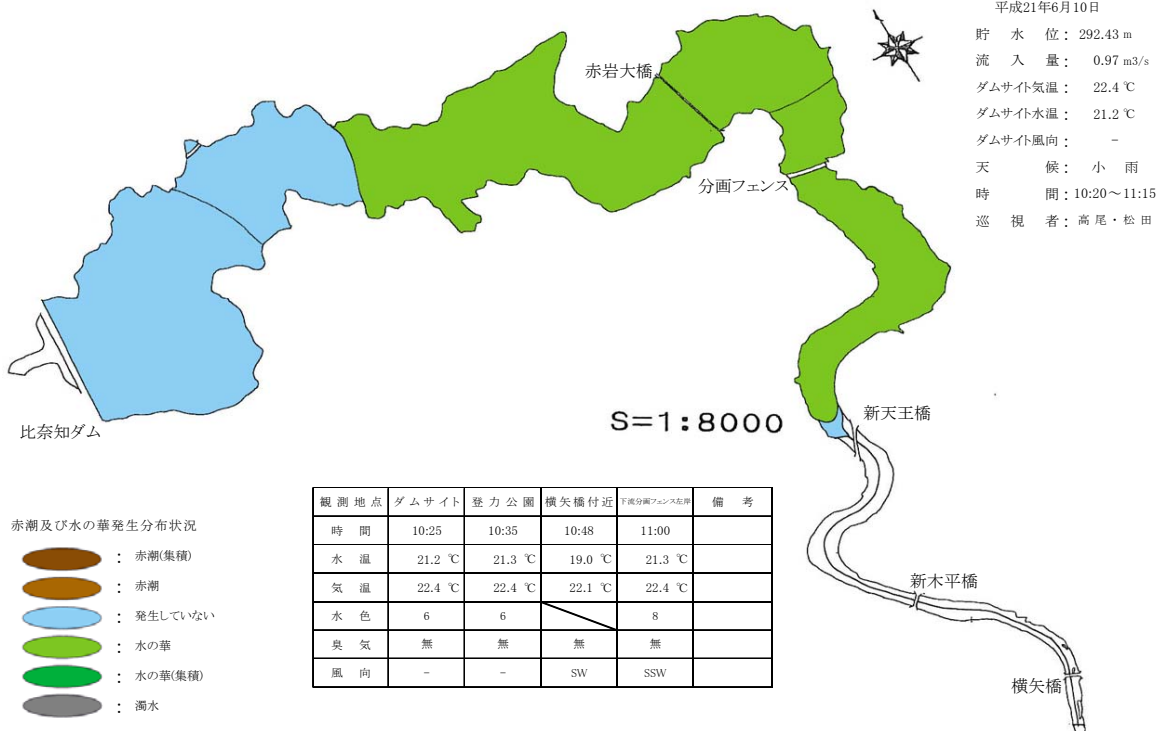 平成21年6月10日
貯水位：292.43 m
流入量：0.97 m3/s
ダムサイト気温：22.4 ℃
ダムサイト水温：21.2 ℃
ダムサイト風向：－
天候：小雨
時間：10:20～11:15
巡視者：高尾・松田
赤岩大橋
分画フェンス
比奈知ダム
S=1:8000
新天王橋
新木平橋
横矢橋
赤潮及び水の華発生分布状況
：赤潮(集積)
：赤潮
：発生していない
：水の華
：水の華(集積)
：濁水
観測地点 ダムサイト 登力公園 横矢橋付近 下流分画フェンス左岸 備考
時間 10:25 10:35 10:48 11:00
水温 21.2 ℃ 21.3 ℃ 19.0 ℃ 21.3 ℃
気温 22.4 ℃ 22.4 ℃ 22.1 ℃ 22.4 ℃
水色 6 6 8
臭気 無 無 無 無
風向 － － SW SSW